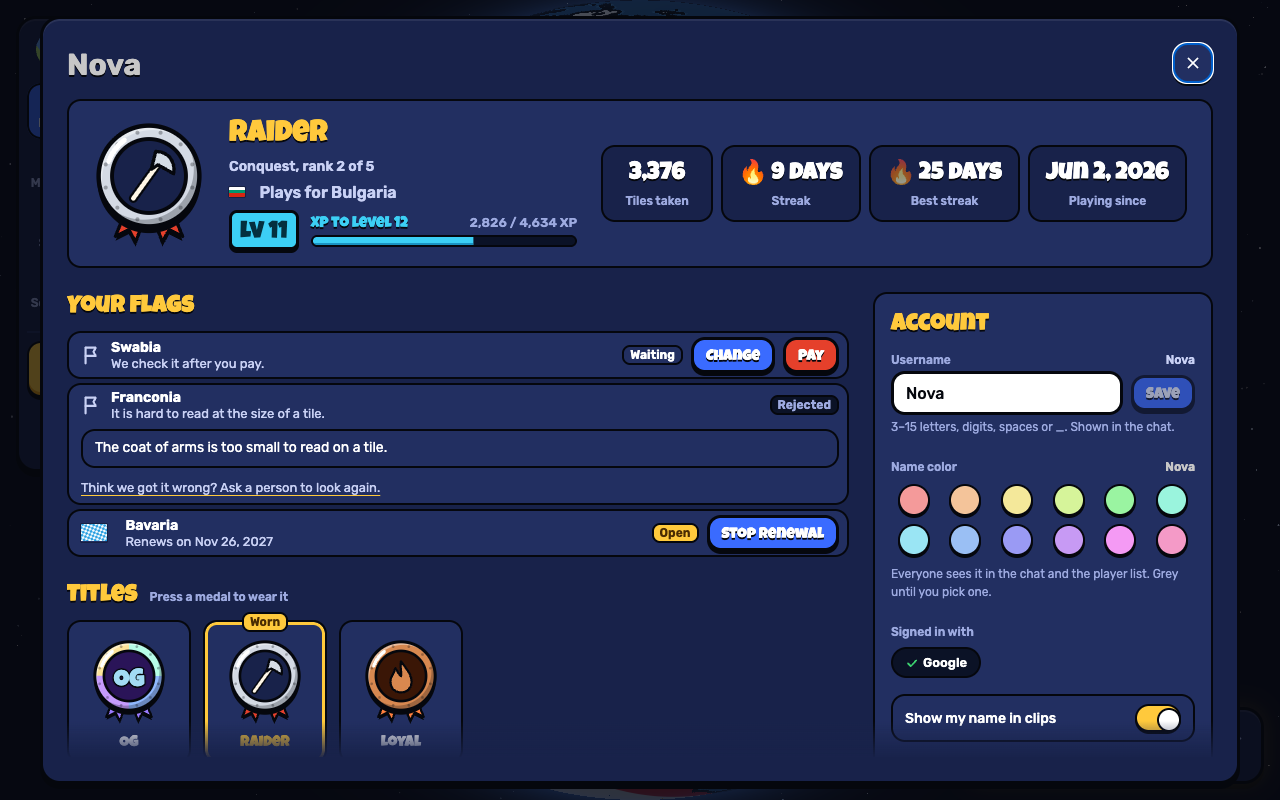 Nova
RAIDER
Conquest, rank 2 of 5
Plays for Bulgaria
LV 11
XP TO LEVEL 12
2,826 / 4,634 XP
3,376
Tiles taken
9 DAYS
Streak
25 DAYS
Best streak
Jun 2, 2026
Playing since
YOUR FLAGS
Swabia
We check it after you pay.
Waiting
CHANGE
PAY
Franconia
It is hard to read at the size of a tile.
Rejected
The coat of arms is too small to read on a tile.
Think we got it wrong? Ask a person to look again.
Bavaria
Renews on Nov 26, 2027
Open
STOP RENEWAL
TITLES
Press a medal to wear it
OG
OG
Worn
RAIDER
LOYAL
ACCOUNT
Username
Nova
Nova
SAVE
3–15 letters, digits, spaces or _. Shown in the chat.
Name color
Nova
Everyone sees it in the chat and the player list. Grey
until you pick one.
Signed in with
Google
Show my name in clips